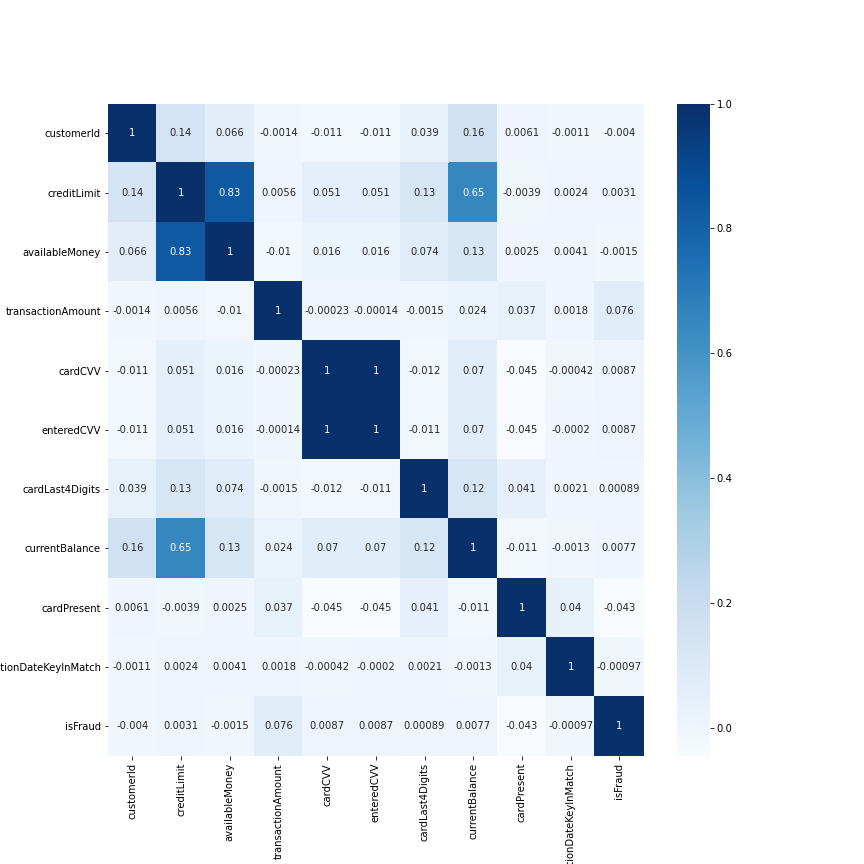 customerId 1 0.14 0.066 -0.0014 -0.011 -0.011 0.039 0.16 0.0061 -0.0011 -0.004
creditLimit 0.14 1 0.83 0.0056 0.051 0.051 0.13 0.65 -0.0039 0.0024 0.0031
availableMoney 0.066 0.83 1 -0.01 0.016 0.016 0.074 0.13 0.0025 0.0041 -0.0015
transactionAmount -0.0014 0.0056 -0.01 1 -0.00023 -0.00014 -0.0015 0.024 0.037 0.0018 0.076
cardCVV -0.011 0.051 0.016 -0.00023 1 1 -0.012 0.07 -0.045 -0.00042 0.0087
enteredCVV -0.011 0.051 0.016 -0.00014 1 1 -0.011 0.07 -0.045 -0.0002 0.0087
cardLast4Digits 0.039 0.13 0.074 -0.0015 -0.012 -0.011 1 0.12 0.041 0.0021 0.00089
currentBalance 0.16 0.65 0.13 0.024 0.07 0.07 0.12 1 -0.011 -0.0013 0.0077
cardPresent 0.0061 -0.0039 0.0025 0.037 -0.045 -0.045 0.041 -0.011 1 0.04 -0.043
tionDateKeyInMatch -0.0011 0.0024 0.0041 0.0018 -0.00042 -0.0002 0.0021 -0.0013 0.04 1 -0.00097
isFraud -0.004 0.0031 -0.0015 0.076 0.0087 0.0087 0.00089 0.0077 -0.043 -0.00097 1
customerId
creditLimit
availableMoney
transactionAmount
cardCVV
enteredCVV
cardLast4Digits
currentBalance
cardPresent
tionDateKeyInMatch
isFraud
1.0
0.8
0.6
0.4
0.2
0.0